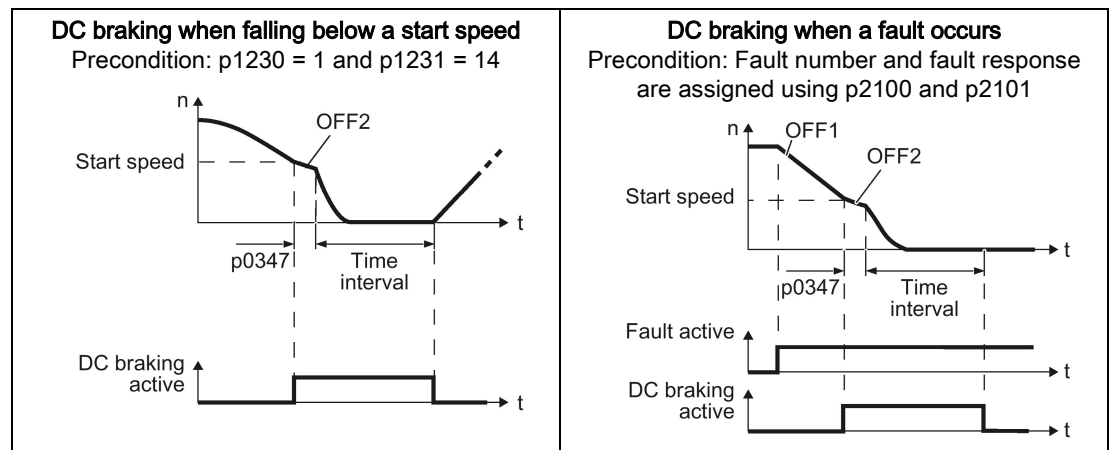 DC braking when falling below a start speed
Precondition: p1230 = 1 and p1231 = 14
n
OFF2
Start speed
t
p0347
Time
interval
DC braking
active
t
DC braking when a fault occurs
Precondition: Fault number and fault response
are assigned using p2100 and p2101
n
OFF1
OFF2
Start speed
t
p0347
Time
interval
Fault active
t
DC braking
active
t